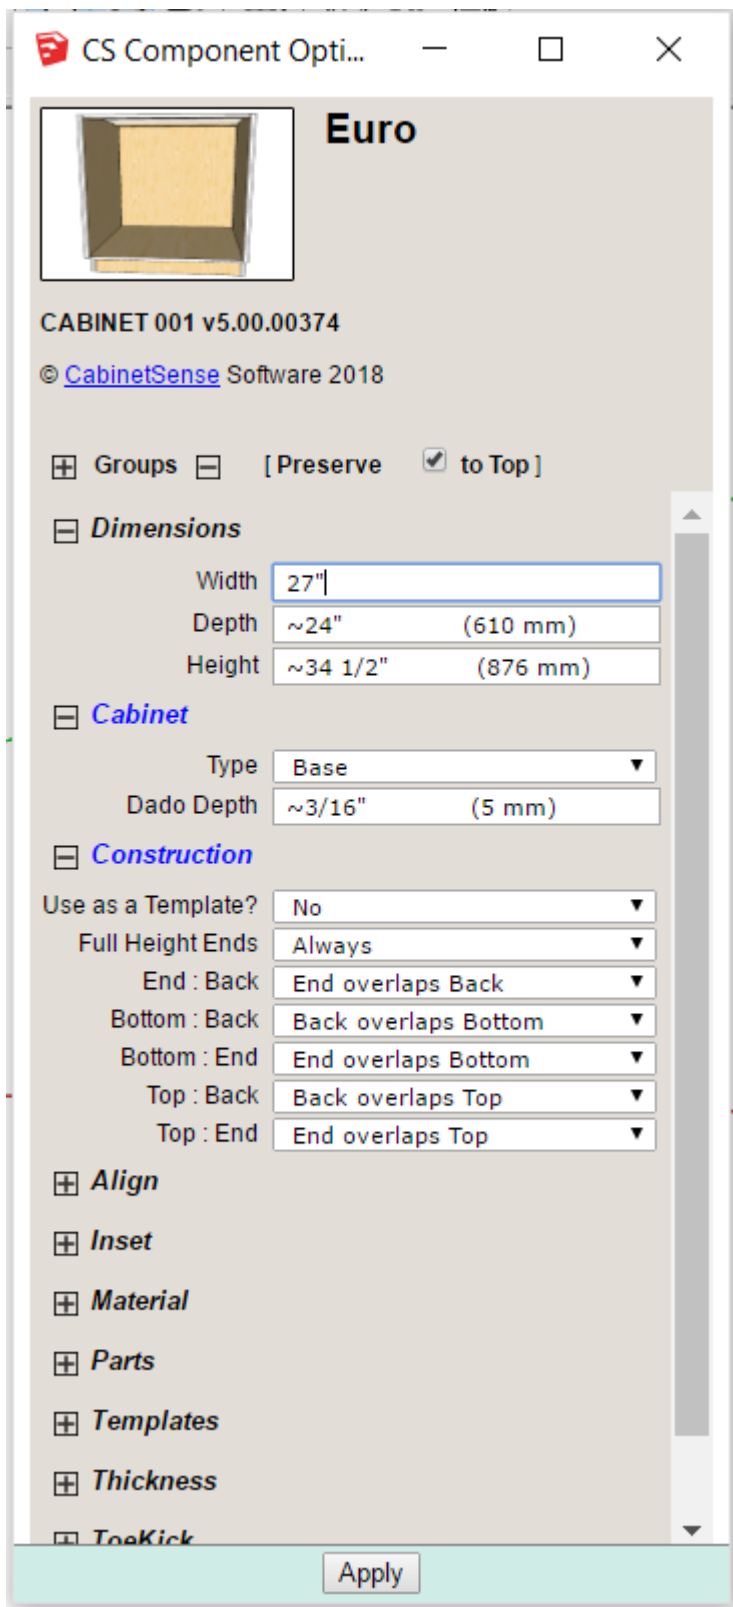 CS Component Opti...
Euro
CABINET 001 v5.00.00374
© CabinetSense Software 2018
Groups [ Preserve to Top ]
Dimensions
Width 27"
Depth ~24" (610 mm)
Height ~34 1/2" (876 mm)
Cabinet
Type Base
Dado Depth ~3/16" (5 mm)
Construction
Use as a Template? No
Full Height Ends Always
End : Back End overlaps Back
Bottom : Back Back overlaps Bottom
Bottom : End End overlaps Bottom
Top : Back Back overlaps Top
Top : End End overlaps Top
Align
Inset
Material
Parts
Templates
Thickness
ToeKick
Apply